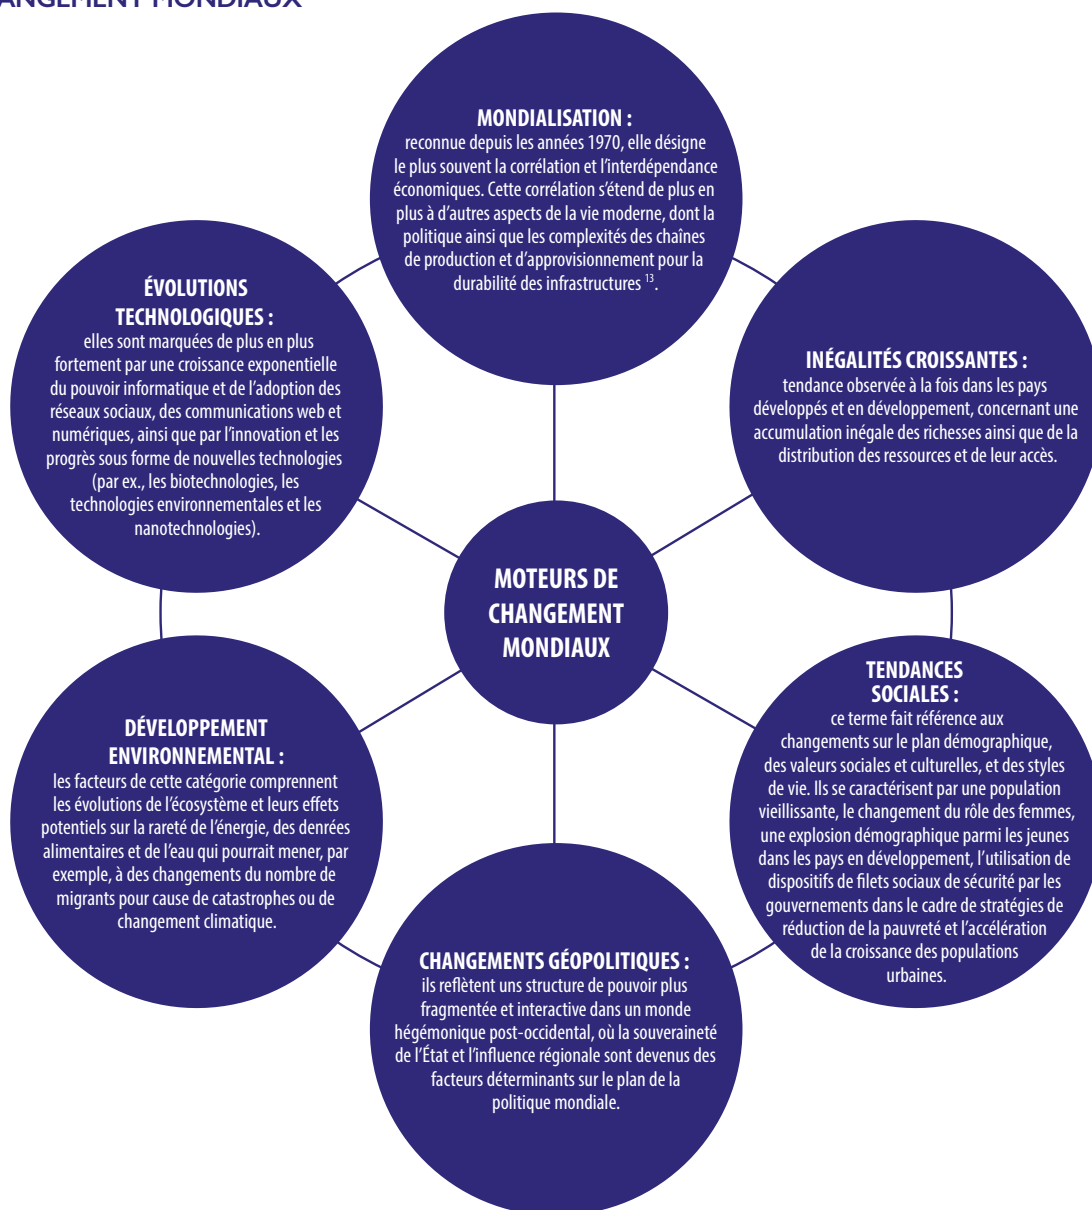 ANGEMENT MONDIAUX
MONDIALISATION :
reconnue depuis les années 1970, elle désigne
le plus souvent la corrélation et l’interdépendance
économiques. Cette corrélation s’étend de plus en
plus à d’autres aspects de la vie moderne, dont la
politique ainsi que les complexités des chaînes
de production et d’approvisionnement pour la
durabilité des infrastructures ¹³.
ÉVOLUTIONS
TECHNOLOGIQUES :
elles sont marquées de plus en plus
fortement par une croissance exponentielle
du pouvoir informatique et de l’adoption des
réseaux sociaux, des communications web et
numériques, ainsi que par l’innovation et les
progrès sous forme de nouvelles technologies
(par ex., les biotechnologies, les
technologies environnementales et les
nanotechnologies).
INÉGALITÉS CROISSANTES :
tendance observée à la fois dans les pays
développés et en développement, concernant une
accumulation inégale des richesses ainsi que de la
distribution des ressources et de leur accès.
MOTEURS DE
CHANGEMENT
MONDIAUX
DÉVELOPPEMENT
ENVIRONNEMENTAL :
les facteurs de cette catégorie comprennent
les évolutions de l’écosystème et leurs effets
potentiels sur la rareté de l’énergie, des denrées
alimentaires et de l’eau qui pourrait mener, par
exemple, à des changements du nombre de
migrants pour cause de catastrophes ou de
changement climatique.
TENDANCES
SOCIALES :
ce terme fait référence aux
changements sur le plan démographique,
des valeurs sociales et culturelles, et des styles
de vie. Ils se caractérisent par une population
vieillissante, le changement du rôle des femmes,
une explosion démographique parmi les jeunes
dans les pays en développement, l’utilisation de
dispositifs de filets sociaux de sécurité par les
gouvernements dans le cadre de stratégies de
réduction de la pauvreté et l’accélération
de la croissance des populations
urbaines.
CHANGEMENTS GÉOPOLITIQUES :
ils reflètent uns structure de pouvoir plus
fragmentée et interactive dans un monde
hégémonique post-occidental, où la souveraineté
de l’État et l’influence régionale sont devenus des
facteurs déterminants sur le plan de la
politique mondiale.